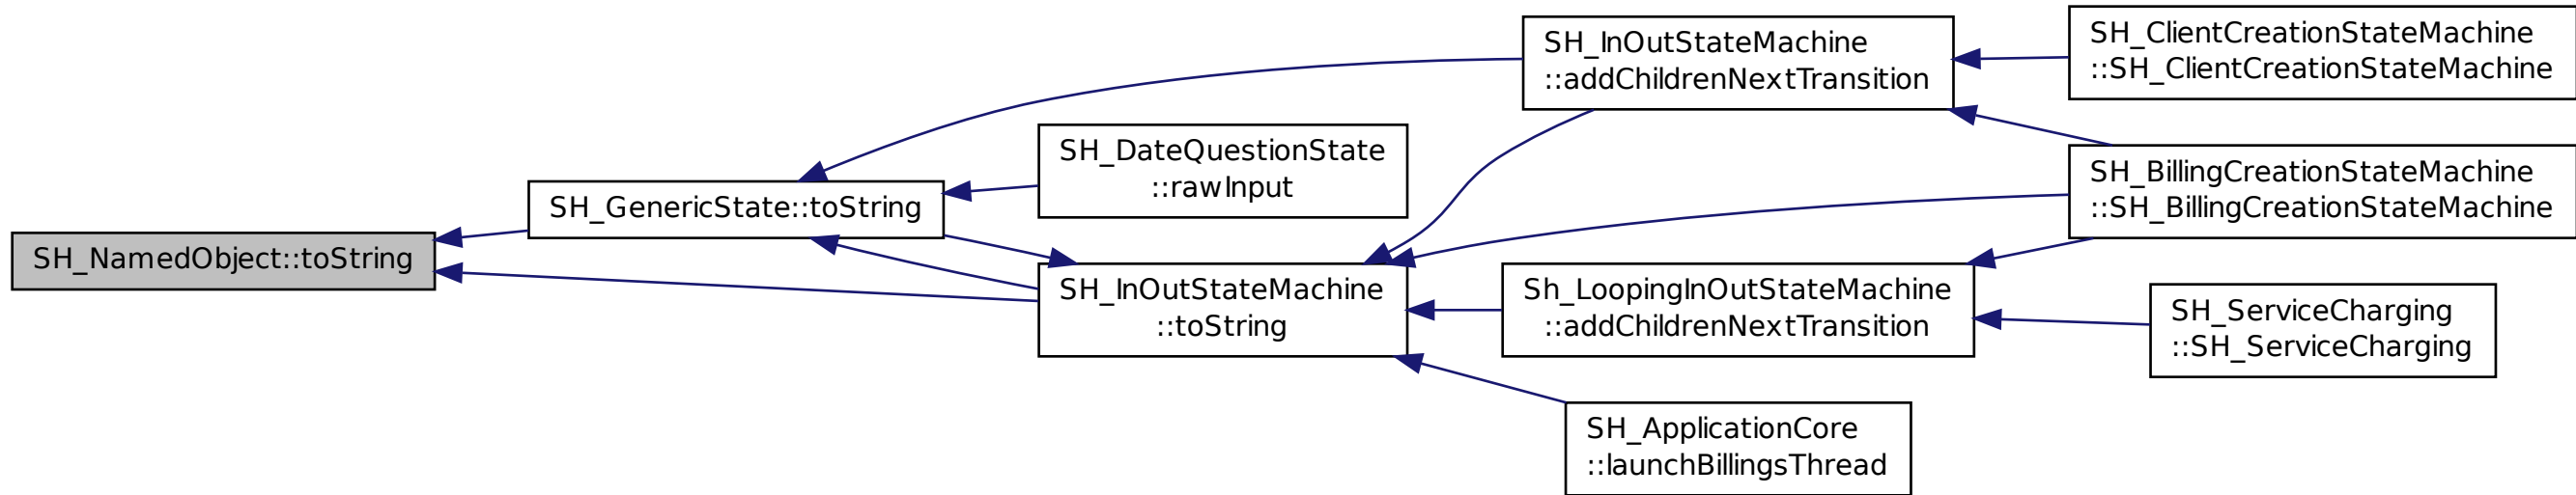 SH_NamedObject::toString
SH_GenericState::toString
SH_DateQuestionState
::rawInput
SH_InOutStateMachine
::toString
SH_InOutStateMachine
::addChildrenNextTransition
Sh_LoopingInOutStateMachine
::addChildrenNextTransition
SH_ApplicationCore
::launchBillingsThread
SH_ClientCreationStateMachine
::SH_ClientCreationStateMachine
SH_BillingCreationStateMachine
::SH_BillingCreationStateMachine
SH_ServiceCharging
::SH_ServiceCharging